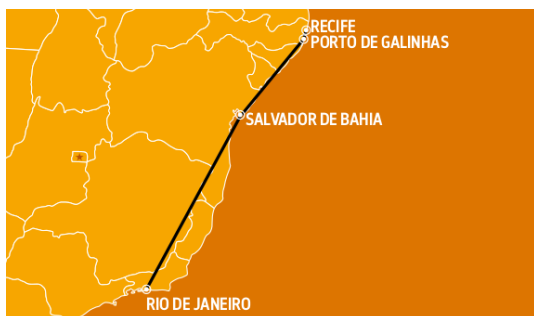 RECIFE
PORTO DE GALINHAS
SALVADOR DE BAHIA
RIO DE JANEIRO